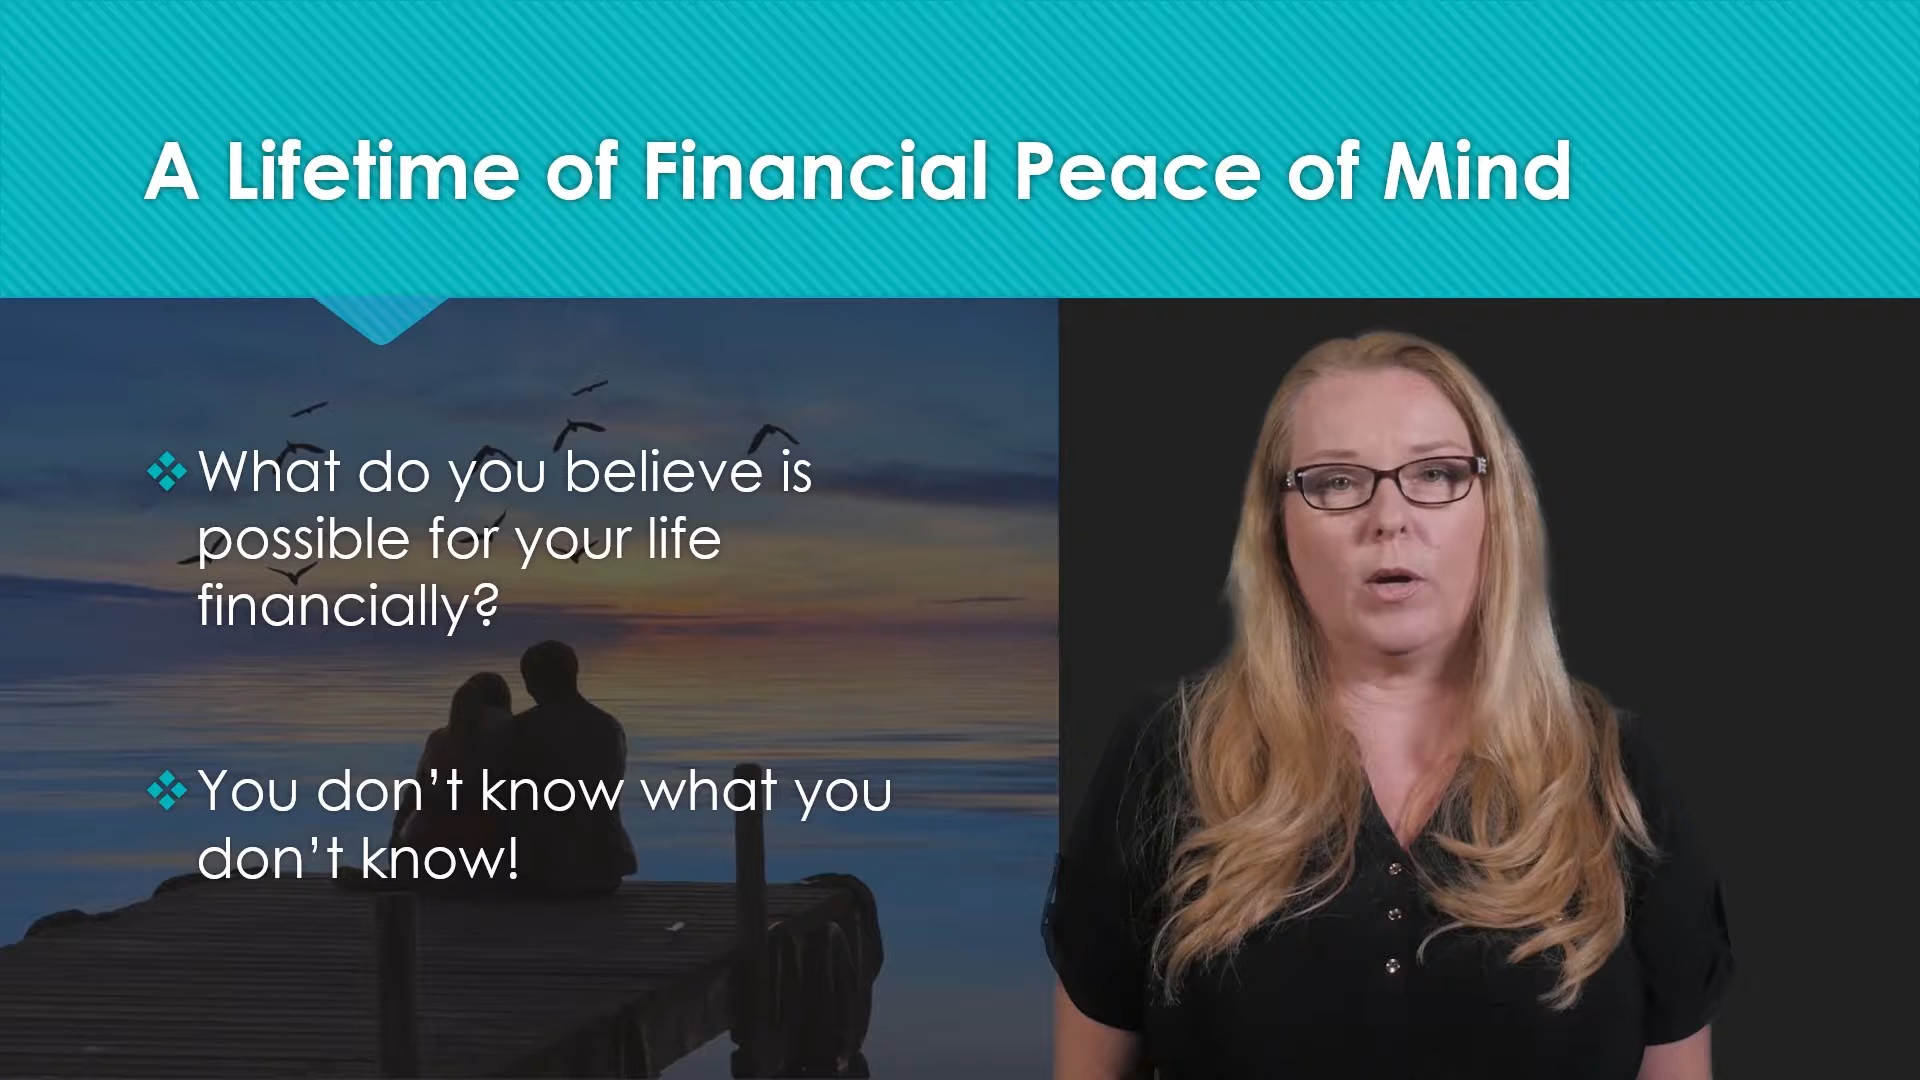 A Lifetime of Financial Peace of Mind
What do you believe is
possible for your life
financially?
You don’t know what you
don’t know!